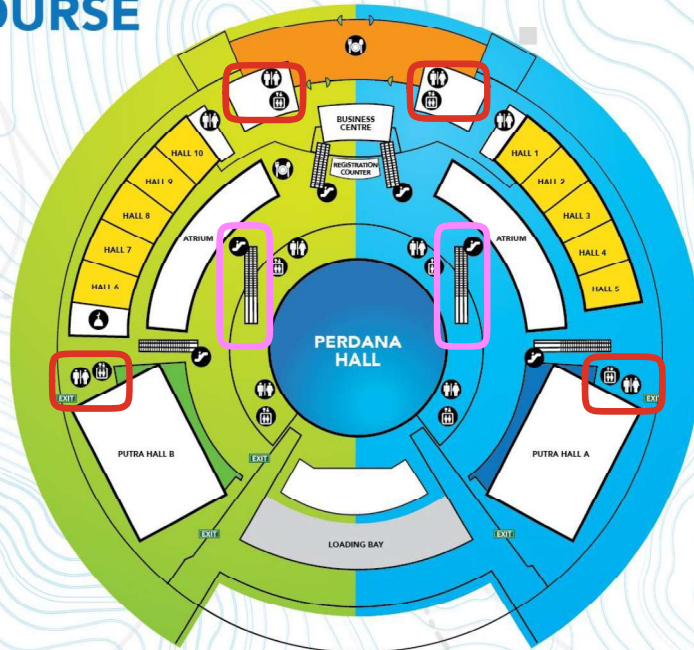 OURSE
BUSINESS
CENTRE
REGISTRATION
COUNTER
HALL 10
HALL 9
HALL 8
HALL 7
HALL 6
ATRIUM
HALL 1
HALL 2
HALL 3
HALL 4
HALL 5
ATRIUM
PERDANA
HALL
EXIT
EXIT
PUTRA HALL B
PUTRA HALL A
EXIT
EXIT
EXIT
LOADING BAY